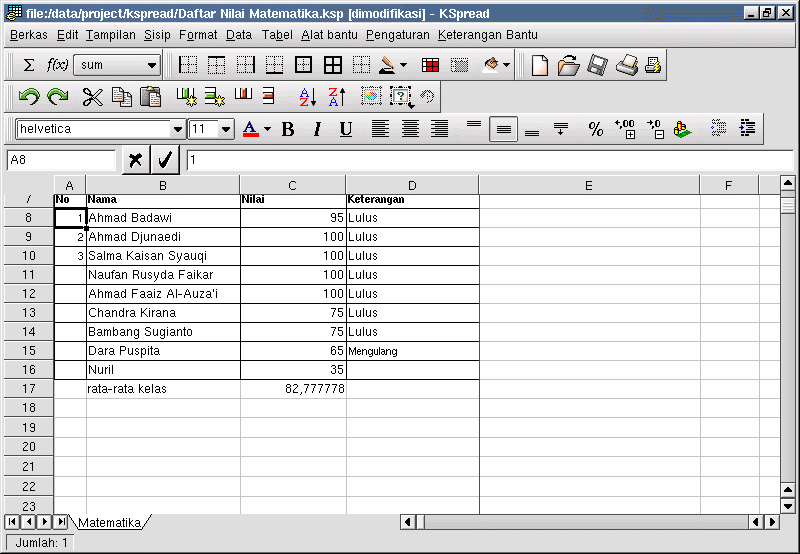 file:/data/project/kspread/Daftar Nilai Matematika.ksp [dimodifikasi] - KSpread
Berkas Edit Tampilan Sisip Format Data Tabel Alat bantu Pengaturan Keterangan Bantu
Σ f(x) sum
A Z Z A
helvetica 11 A B I U % ,00 ,0
A8 1
A B C D E F
7 No Nama Nilai Keterangan
8 1 Ahmad Badawi 95 Lulus
9 2 Ahmad Djunaedi 100 Lulus
10 3 Salma Kaisan Syauqi 100 Lulus
11 Naufan Rusyda Faikar 100 Lulus
12 Ahmad Faaiz Al-Auza'i 100 Lulus
13 Chandra Kirana 75 Lulus
14 Bambang Sugianto 75 Lulus
15 Dara Puspita 65 Mengulang
16 Nuril 35
17 rata-rata kelas 82,777778
18
19
20
21
22
23
Matematika
Jumlah: 1